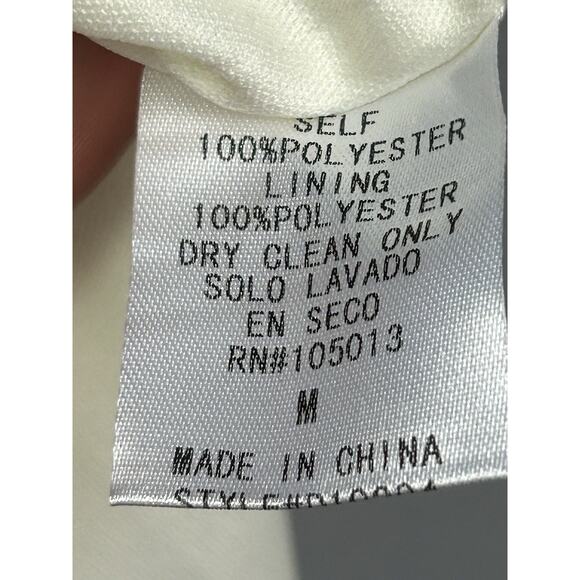 SELF
100%POLYESTER
LINING
100%POLYESTER
DRY CLEAN ONLY
SOLO LAVADO
EN SECO
RN#105013
M
MADE IN CHINA